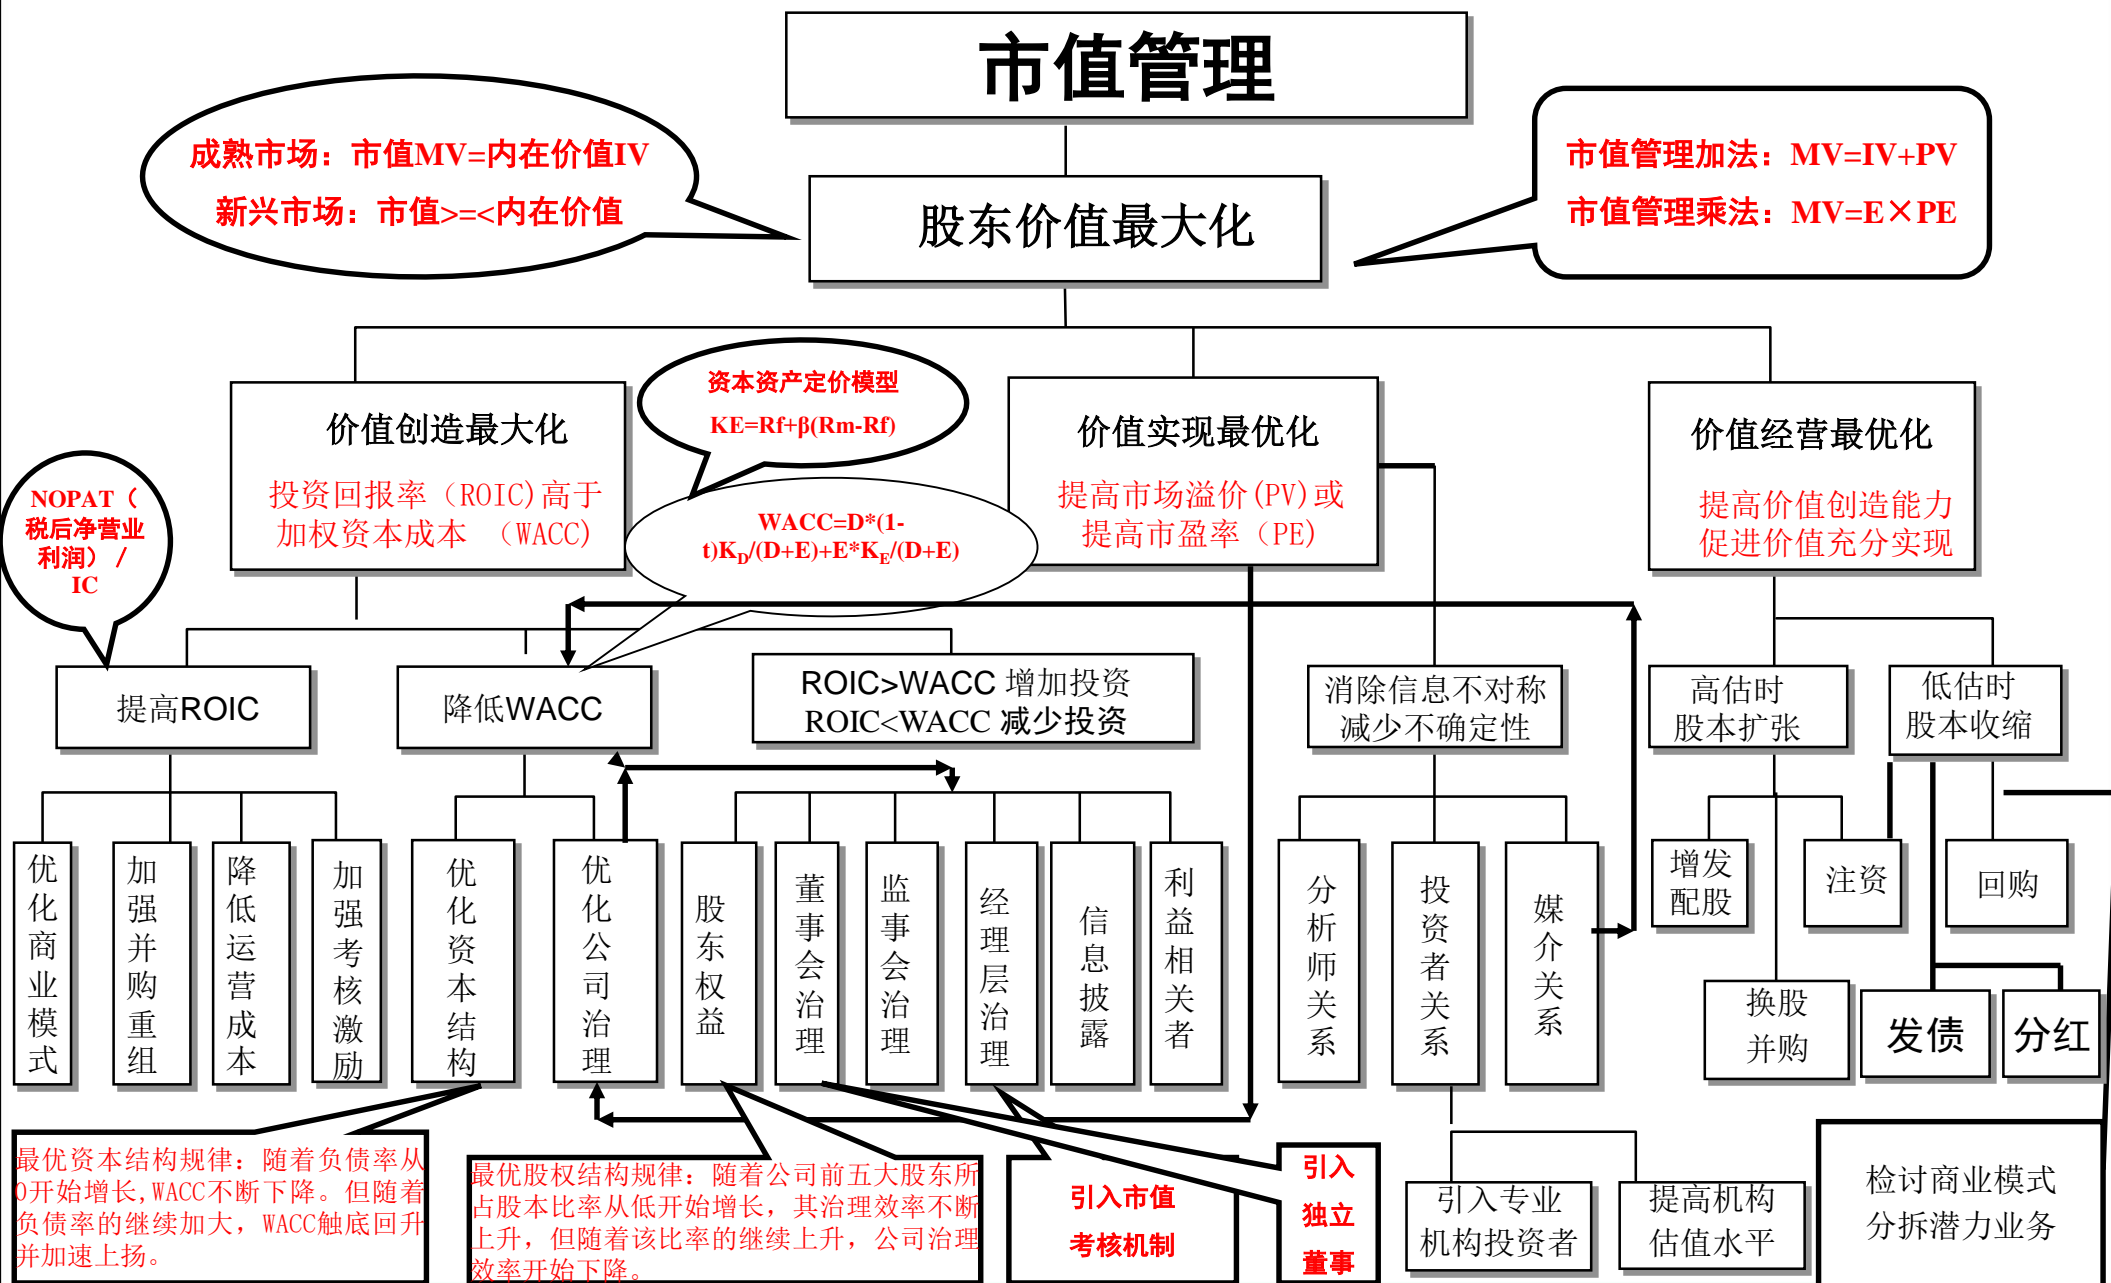 市值管理
成熟市场：市值MV=内在价值IV
新兴市场：市值>=<内在价值
市值管理加法：MV=IV+PV
市值管理乘法：MV=E×PE
股东价值最大化
价值创造最大化
投资回报率（ROIC)高于
加权资本成本 （WACC)
资本资产定价模型
KE=Rf+β(Rm-Rf)
价值实现最优化
提高市场溢价(PV)或
提高市盈率（PE)
价值经营最优化
提高价值创造能力
促进价值充分实现
NOPAT（
税后净营业
利润）/
IC
WACC=D*(1-
t)KD/(D+E)+E*KE/(D+E)
提高ROIC
降低WACC
ROIC>WACC 增加投资
ROIC<WACC 减少投资
消除信息不对称
减少不确定性
高估时
股本扩张
低估时
股本收缩
优化商业模式
加强并购重组
降低运营成本
加强考核激励
优化资本结构
优化公司治理
股东权益
董事会治理
监事会治理
经理层治理
信息披露
利益相关者
分析师关系
投资者关系
媒介关系
增发
配股
注资
回购
换股
并购
发债
分红
最优资本结构规律：随着负债率从
0开始增长,WACC不断下降。但随着
负债率的继续加大，WACC触底回升
并加速上扬。
最优股权结构规律：随着公司前五大股东所
占股本比率从低开始增长，其治理效率不断
上升，但随着该比率的继续上升，公司治理
效率开始下降。
引入市值
考核机制
引入
独立
董事
引入专业
机构投资者
提高机构
估值水平
检讨商业模式
分拆潜力业务